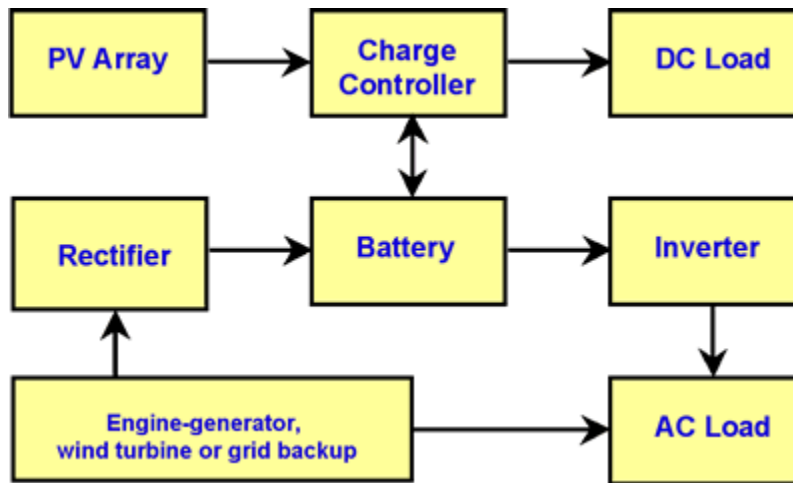 PV Array
Charge
Controller
DC Load
Rectifier
Battery
Inverter
Engine-generator,
wind turbine or grid backup
AC Load